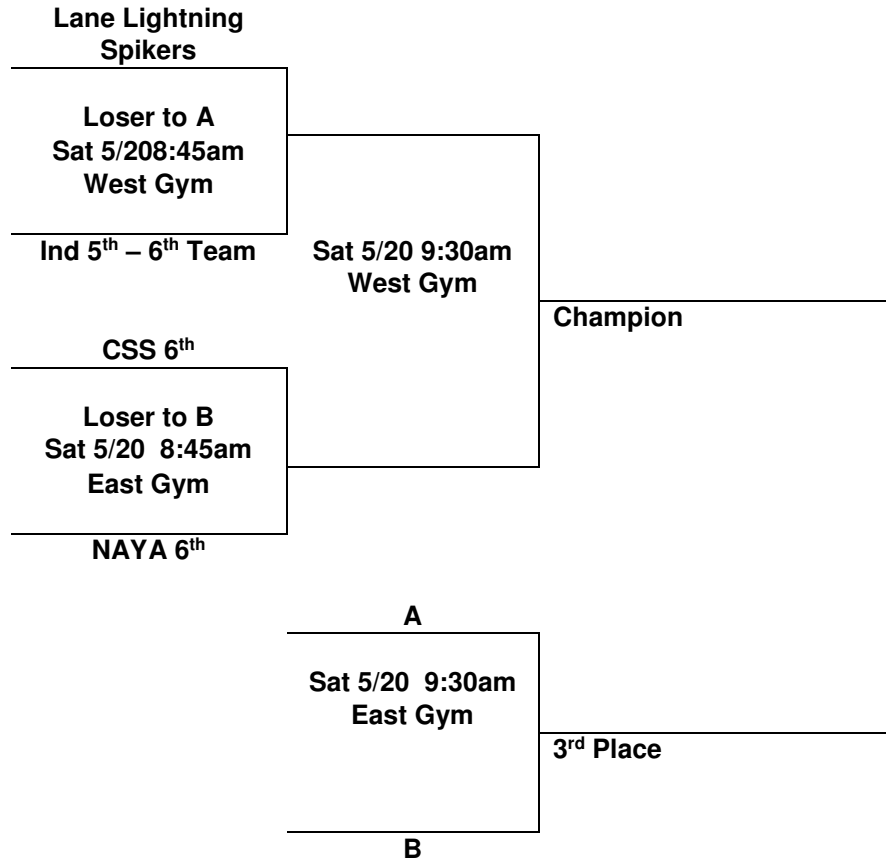 Lane Lightning
Spikers
Loser to A
Sat 5/208:45am
West Gym
Ind 5th – 6th Team
Sat 5/20 9:30am
West Gym
Champion
CSS 6th
Loser to B
Sat 5/20  8:45am
East Gym
NAYA 6th
A
Sat 5/20  9:30am
East Gym
3rd Place
B